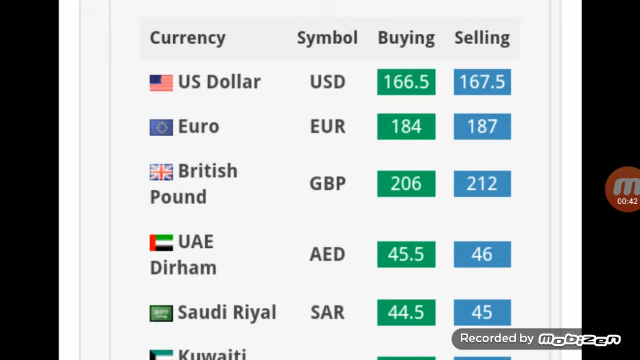 Currency Symbol Buying Selling
US Dollar USD 166.5 167.5
Euro EUR 184 187
British
Pound GBP 206 212
UAE
Dirham AED 45.5 46
Saudi Riyal SAR 44.5 45
Kuwaiti
00:42
Recorded by mobizen